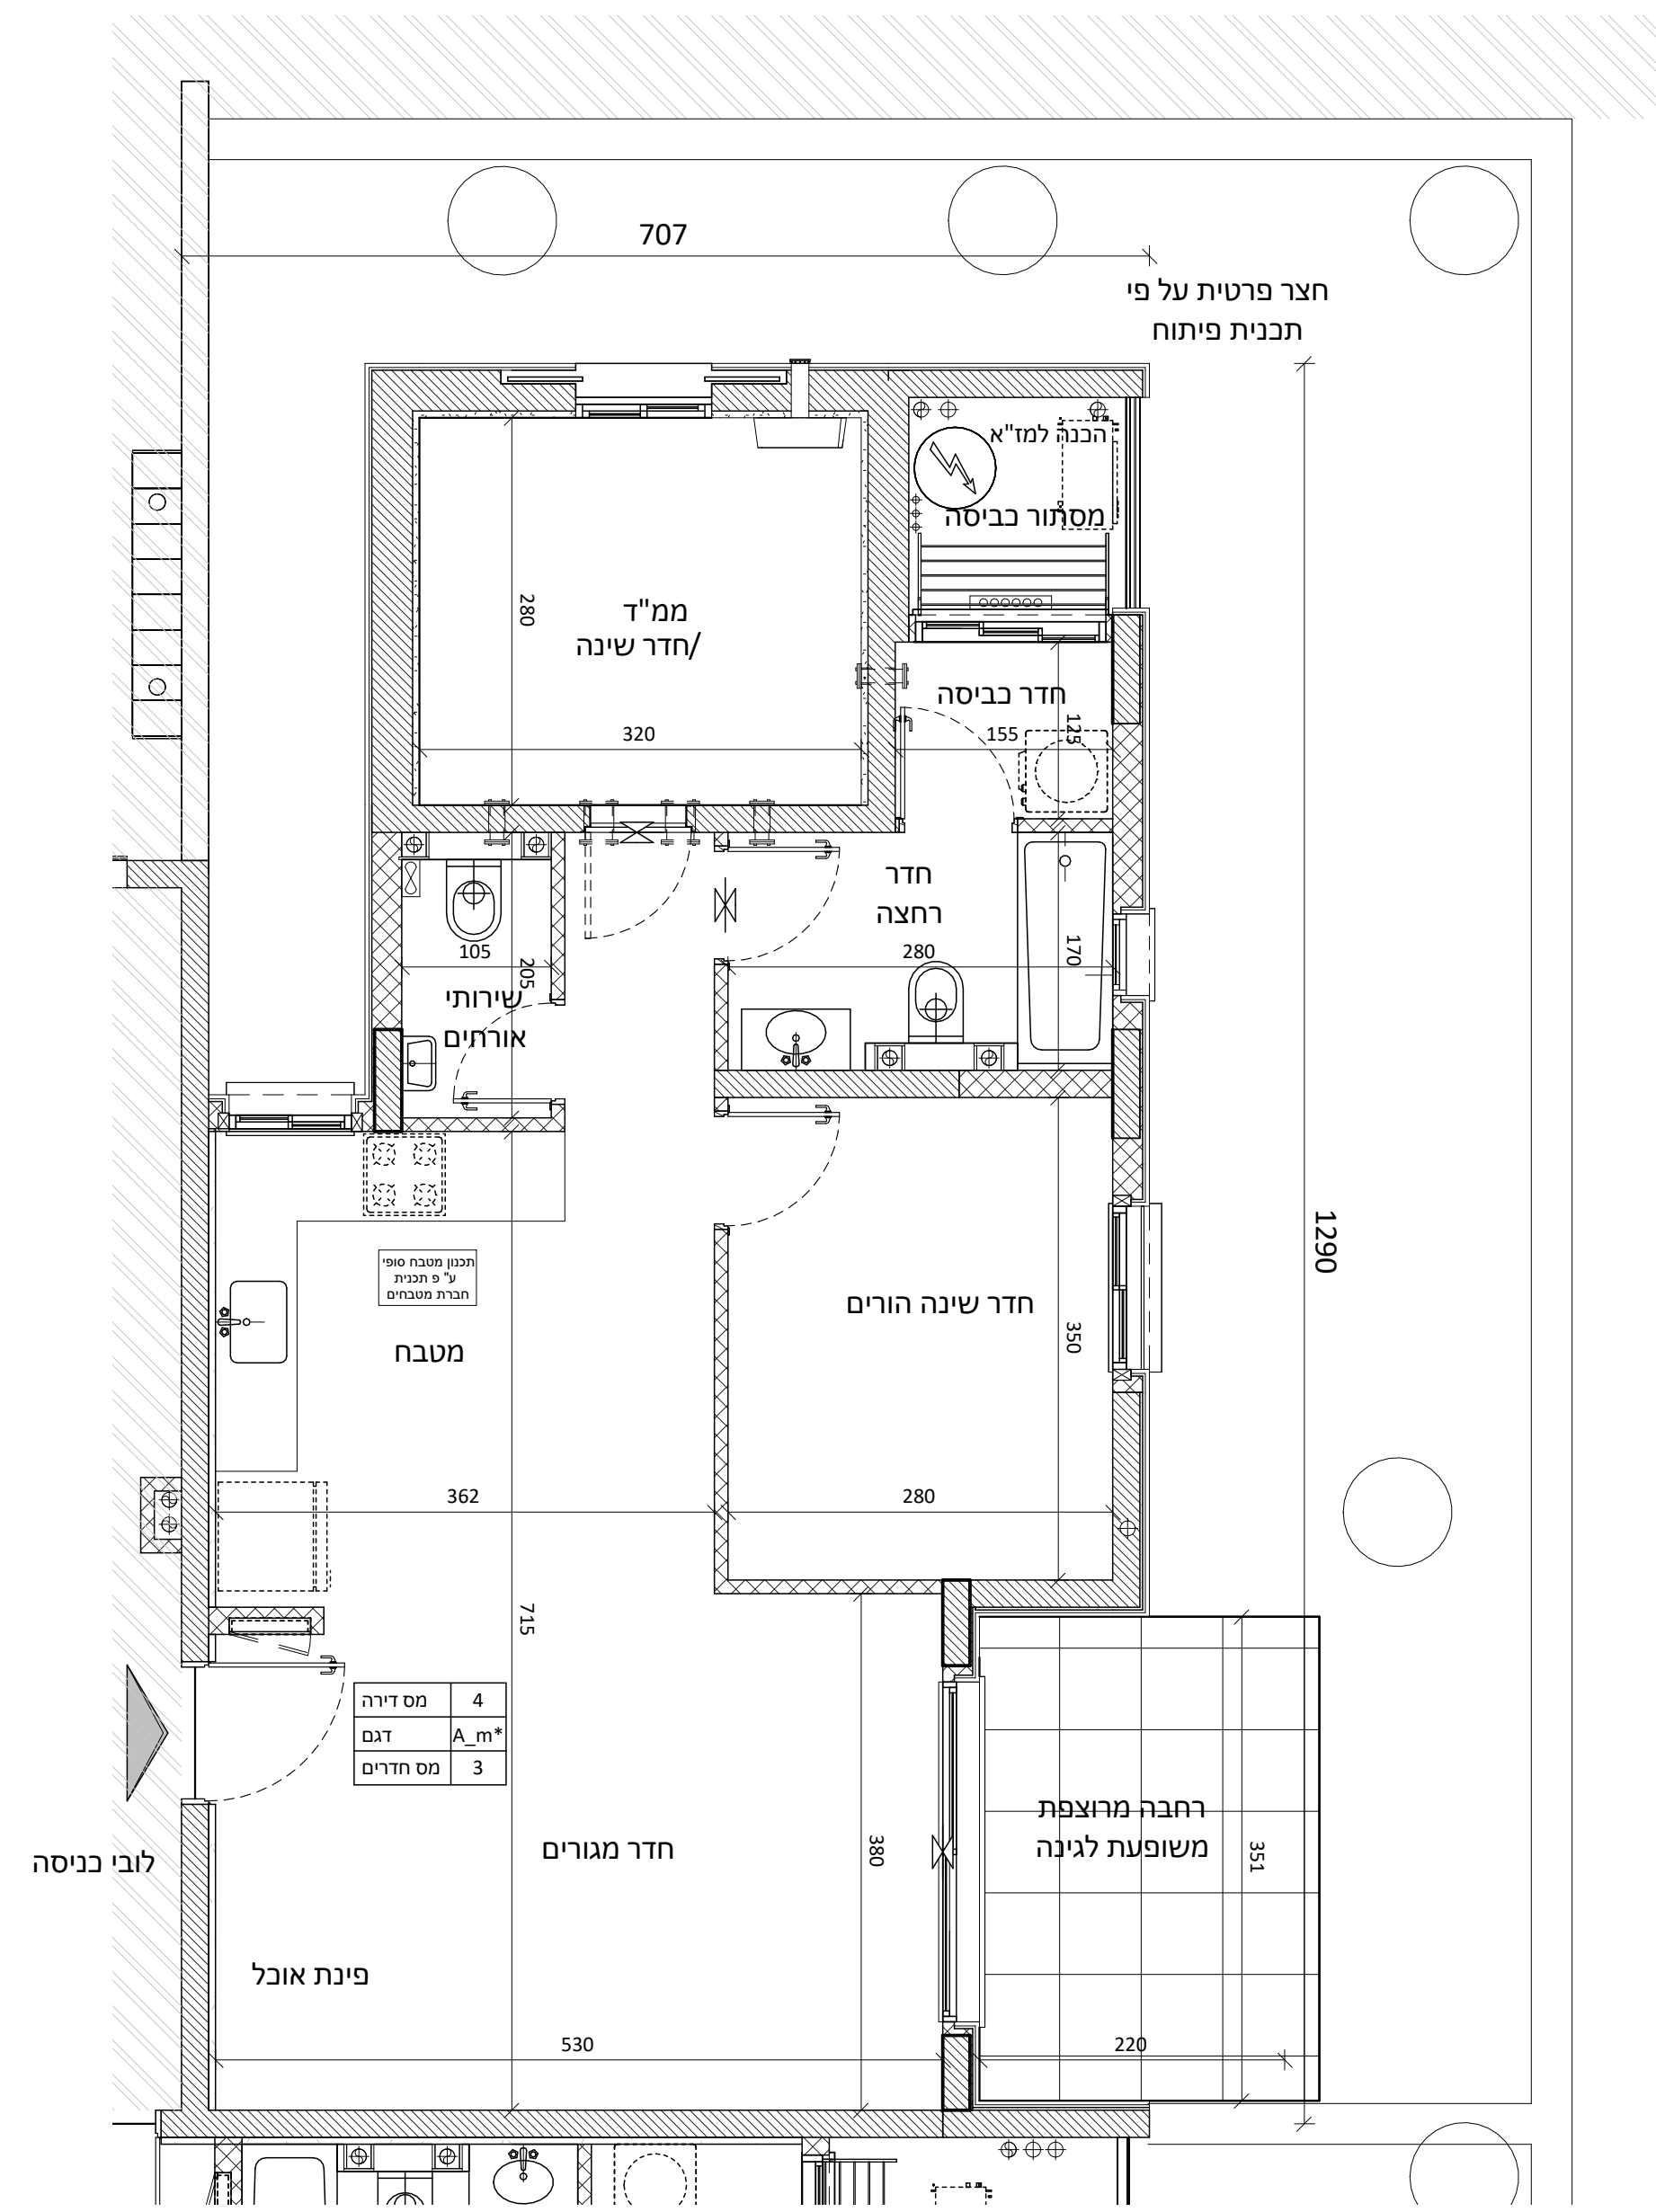 707
חצר פרטית על פי
תכנית פיתוח
הכנה למז"א
מסתור כביסה
280
ממ"ד
/חדר שינה
320
חדר כביסה
155
125
חדר
רחצה
280
170
105
205
שירותי
אורחים
1290
תכנון מטבח סופי
ע" פ תכנית
חברת מטבחים
מטבח
חדר שינה הורים
350
362
280
715
מס דירה 4
דגם A_m*
מס חדרים 3
לובי כניסה
חדר מגורים
380
רחבה מרוצפת
משופעת לגינה
351
פינת אוכל
530
220